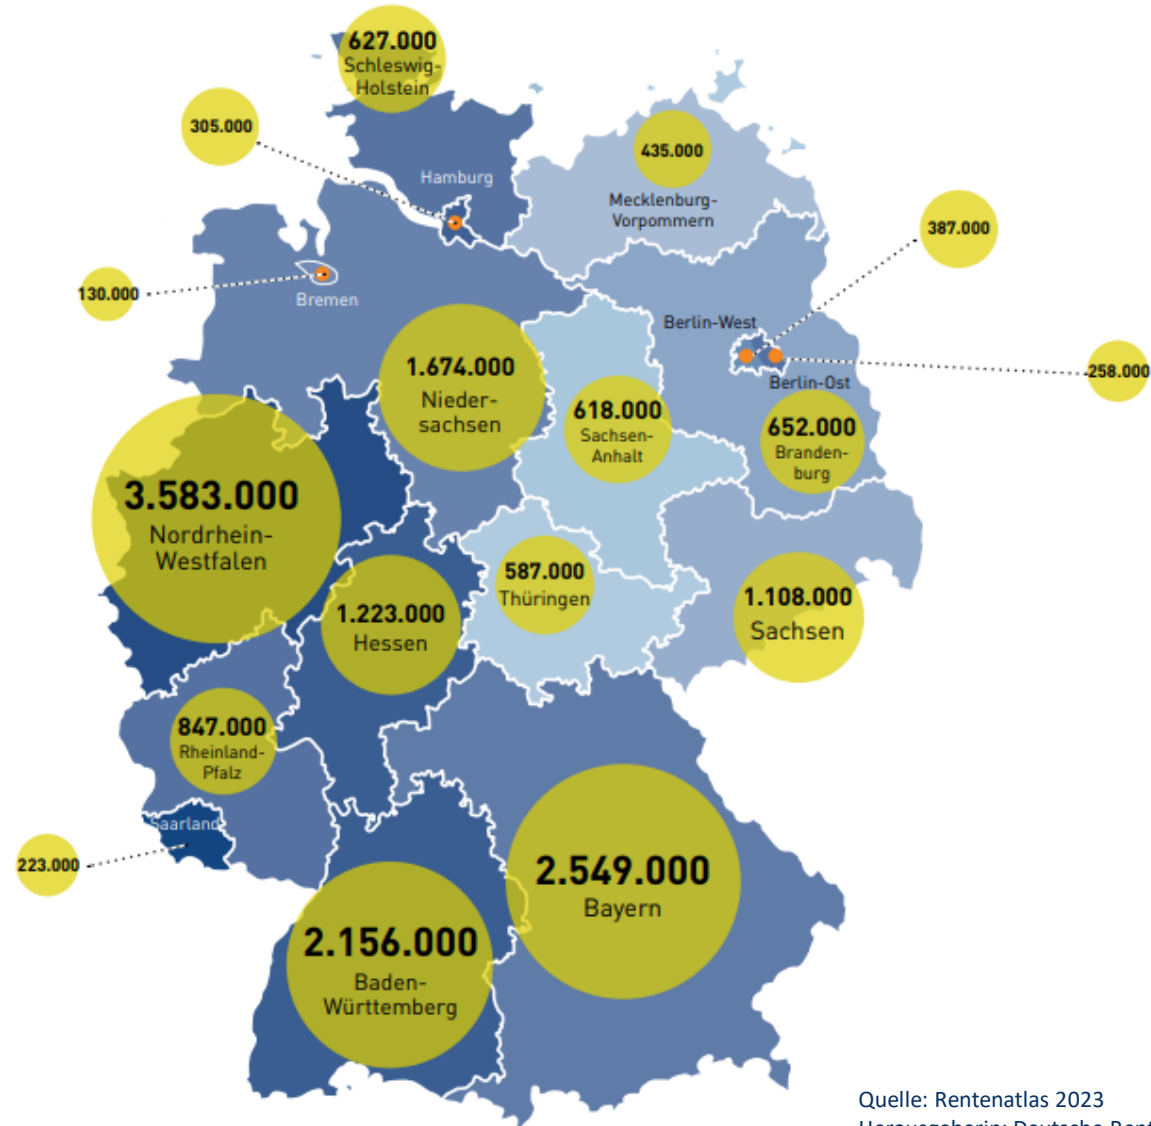 627.000
Schleswig-
Holstein
305.000
Hamburg
435.000
Mecklenburg-
Vorpommern
387.000
130.000
Bremen
Berlin-West
258.000
Berlin-Ost
1.674.000
Nieder-
sachsen
618.000
Sachsen-
Anhalt
652.000
Branden-
burg
3.583.000
Nordrhein-
Westfalen
587.000
Thüringen
1.108.000
Sachsen
1.223.000
Hessen
847.000
Rheinland-
Pfalz
Saarland
223.000
2.549.000
Bayern
2.156.000
Baden-
Württemberg
Quelle: Rentenatlas 2023
Herausgeberin: Deutsche